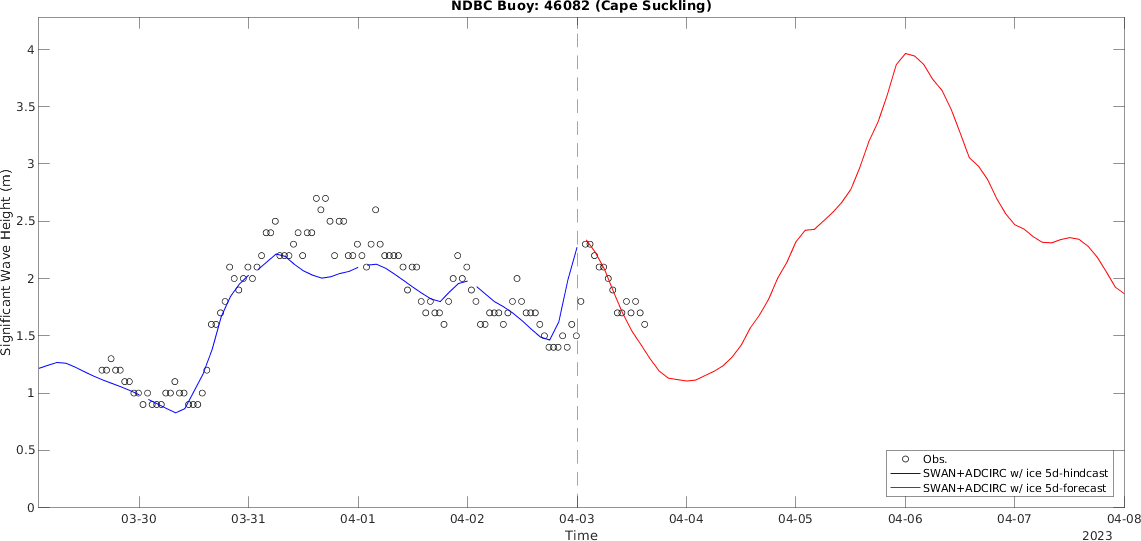 NDBC Buoy: 46082 (Cape Suckling)
4
3.5
3
2.5
2
1.5
1
0.5
0
Significant Wave Height (m)
Obs.
SWAN+ADCIRC w/ ice 5d-hindcast
SWAN+ADCIRC w/ ice 5d-forecast
03-30 03-31 04-01 04-02 04-03 04-04 04-05 04-06 04-07 04-08
Time
2023